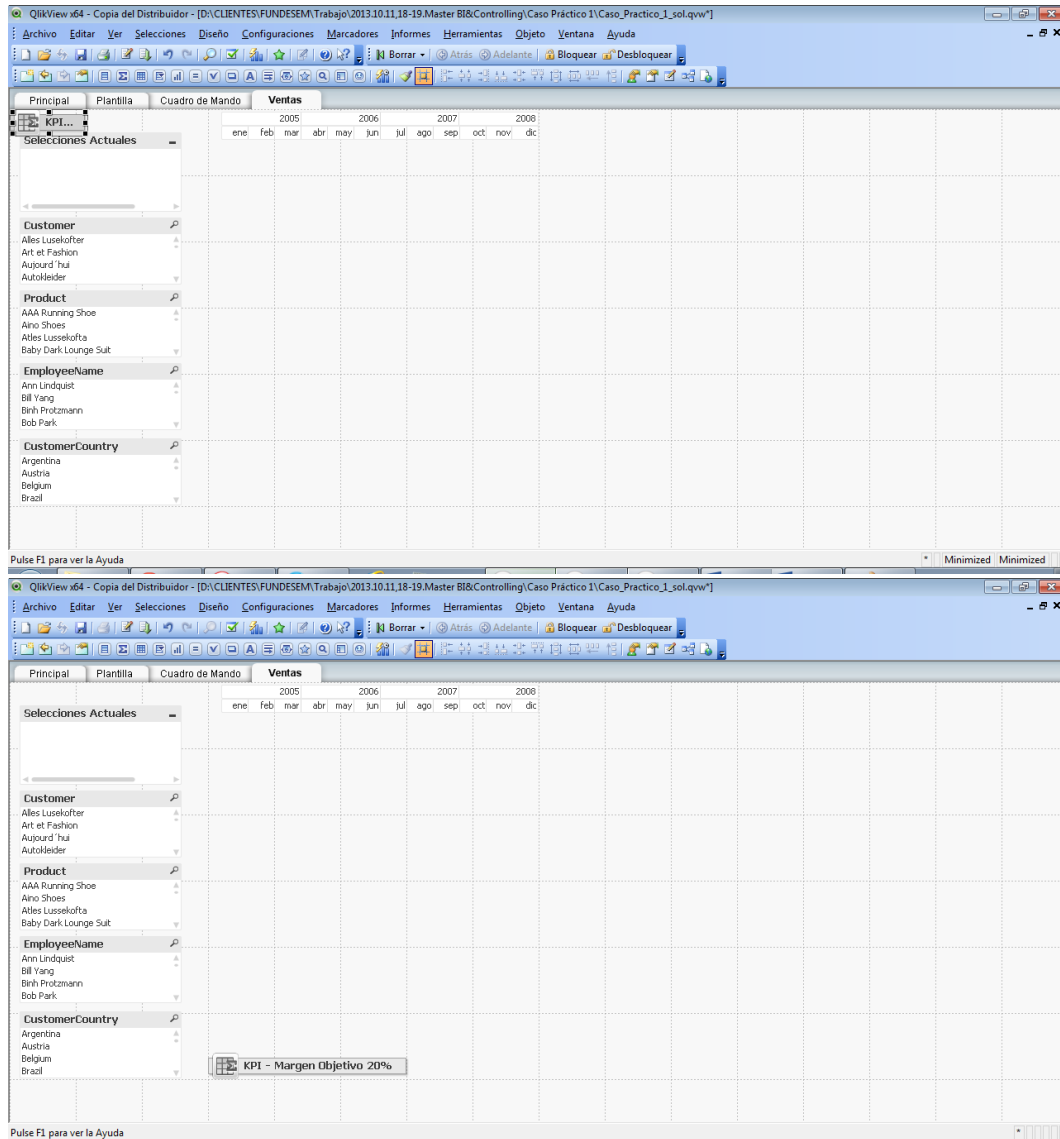 QlikView x64 - Copia del Distribuidor - [D:\CLIENTES\FUNDESEM\Trabajo\2013.10.11,18-19.Master BI&Controlling\Caso Práctico 1\Caso_Practico_1_sol.qvw*]
Archivo Editar Ver Selecciones Diseño Configuraciones Marcadores Informes Herramientas Objeto Ventana Ayuda
Borrar Atrás Adelante Bloquear Desbloquear
Principal Plantilla Cuadro de Mando Ventas
KPI...
2005 2006 2007 2008
ene feb mar abr may jun jul ago sep oct nov dic
Selecciones Actuales
Customer
Alles Lusekofter
Art et Fashion
Aujourd´hui
Autokleider
Product
AAA Running Shoe
Aino Shoes
Atles Lussekofta
Baby Dark Lounge Suit
EmployeeName
Ann Lindquist
Bill Yang
Binh Protzmann
Bob Park
CustomerCountry
Argentina
Austria
Belgium
Brazil
Pulse F1 para ver la Ayuda
* Minimized Minimized
QlikView x64 - Copia del Distribuidor - [D:\CLIENTES\FUNDESEM\Trabajo\2013.10.11,18-19.Master BI&Controlling\Caso Práctico 1\Caso_Practico_1_sol.qvw*]
Archivo Editar Ver Selecciones Diseño Configuraciones Marcadores Informes Herramientas Objeto Ventana Ayuda
Borrar Atrás Adelante Bloquear Desbloquear
Principal Plantilla Cuadro de Mando Ventas
2005 2006 2007 2008
ene feb mar abr may jun jul ago sep oct nov dic
Selecciones Actuales
Customer
Alles Lusekofter
Art et Fashion
Aujourd´hui
Autokleider
Product
AAA Running Shoe
Aino Shoes
Atles Lussekofta
Baby Dark Lounge Suit
EmployeeName
Ann Lindquist
Bill Yang
Binh Protzmann
Bob Park
CustomerCountry
Argentina
Austria
Belgium
Brazil
KPI - Margen Objetivo 20%
Pulse F1 para ver la Ayuda
*